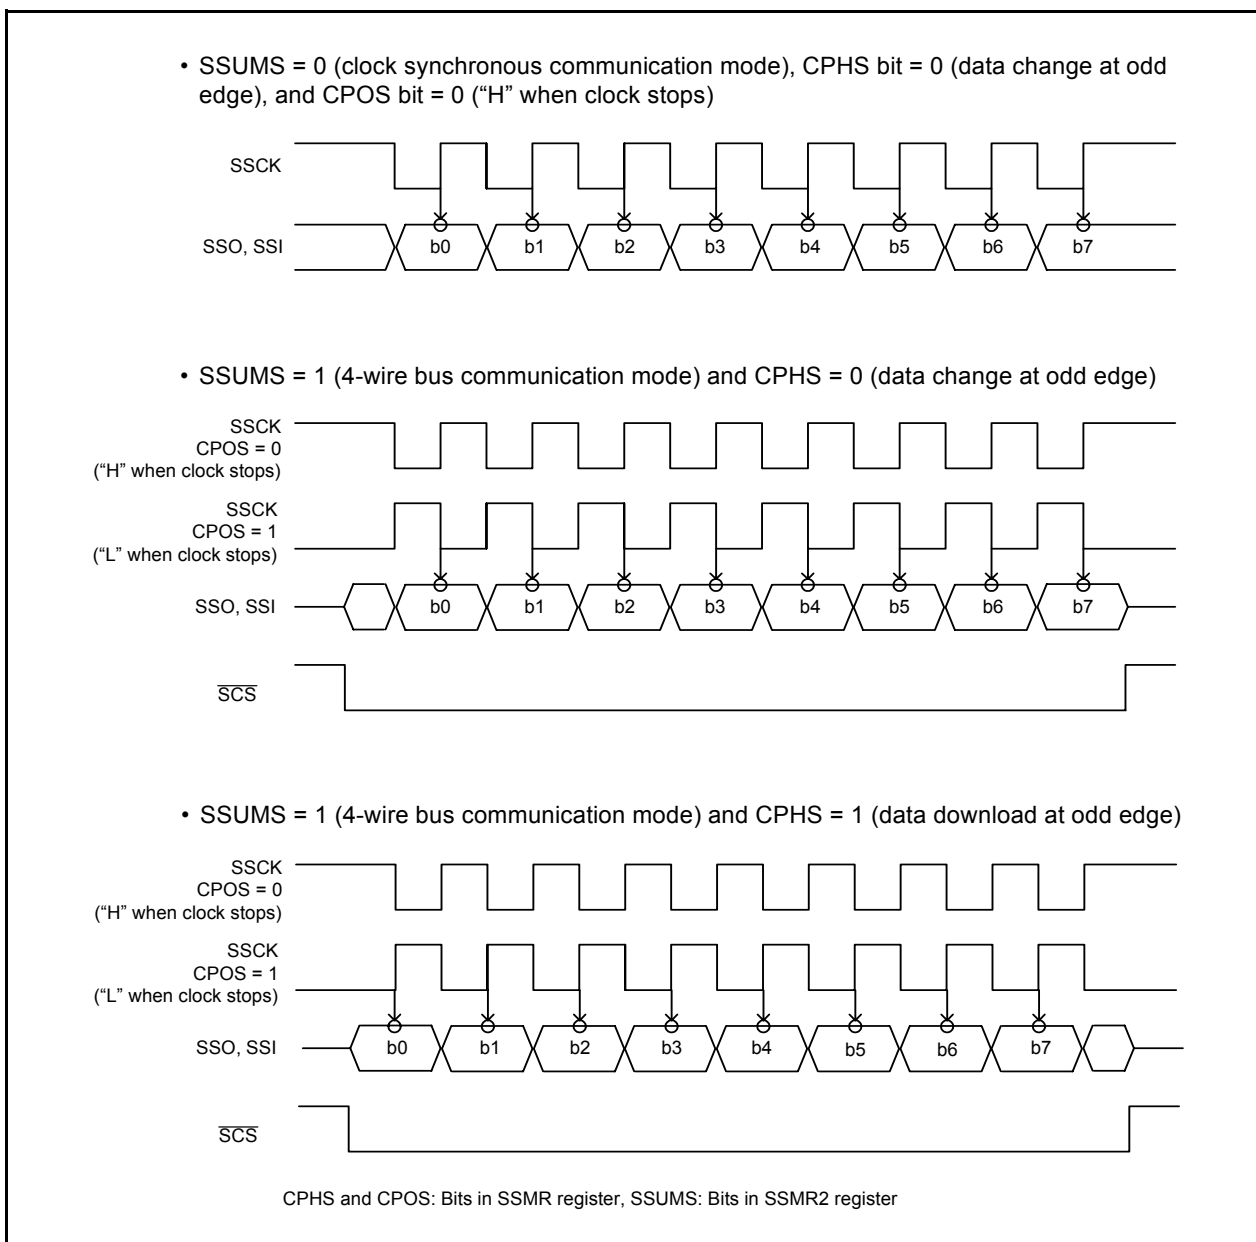 • SSUMS = 0 (clock synchronous communication mode), CPHS bit = 0 (data change at odd
edge), and CPOS bit = 0 (“H” when clock stops)
SSCK
SSO, SSI
b0 b1 b2 b3 b4 b5 b6 b7
• SSUMS = 1 (4-wire bus communication mode) and CPHS = 0 (data change at odd edge)
SSCK
CPOS = 0
(“H” when clock stops)
SSCK
CPOS = 1
(“L” when clock stops)
SSO, SSI
b0 b1 b2 b3 b4 b5 b6 b7
SCS
• SSUMS = 1 (4-wire bus communication mode) and CPHS = 1 (data download at odd edge)
SSCK
CPOS = 0
(“H” when clock stops)
SSCK
CPOS = 1
(“L” when clock stops)
SSO, SSI
b0 b1 b2 b3 b4 b5 b6 b7
SCS
CPHS and CPOS: Bits in SSMR register, SSUMS: Bits in SSMR2 register